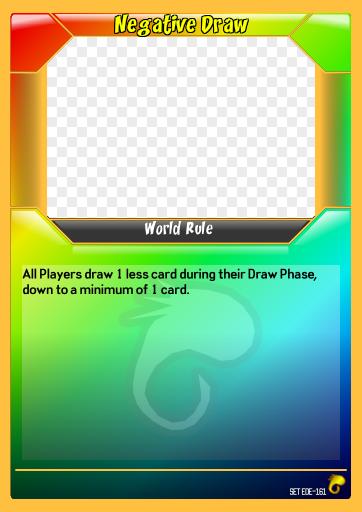 Negative Draw
World Rule
All Players draw 1 less card during their Draw Phase,
down to a minimum of 1 card.
SET EDE-161